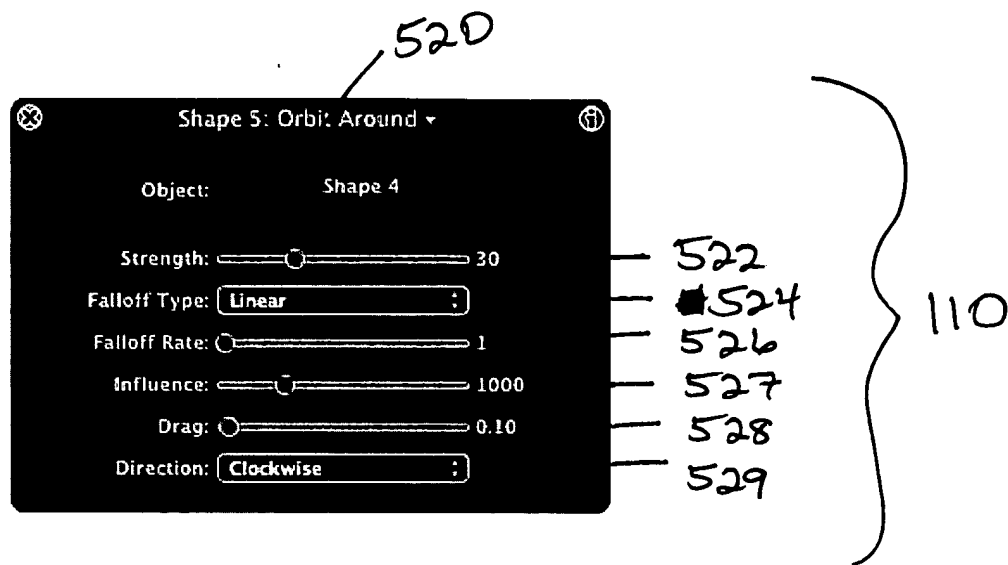 52D
Shape 5: Orbit Around
Object: Shape 4
Strength: 30 522
Falloff Type: Linear 524
Falloff Rate: 1 526
Influence: 1000 527
Drag: 0.10 528
Direction: Clockwise 529
110